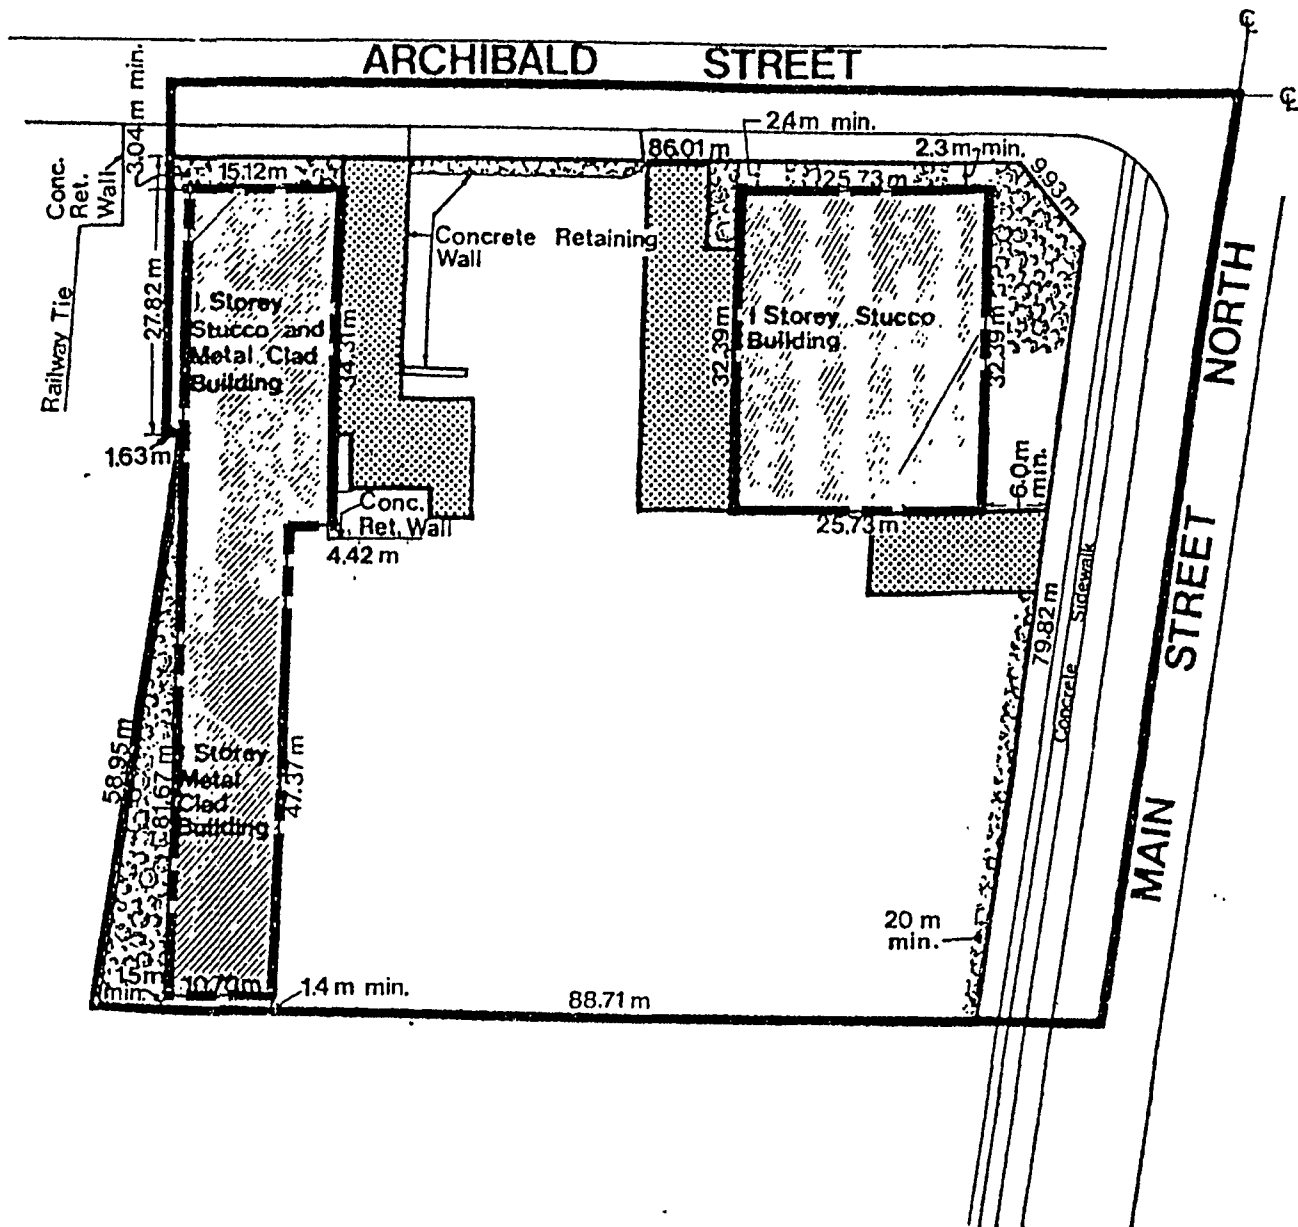 ℄
ARCHIBALD STREET
℄
3.04 m min.
86.01 m
2.4 m min.
2.3 m min.
9.93 m
Conc.
Ret.
Wall
15.12 m
25.73 m
Railway Tie
27.82 m
Concrete Retaining
Wall
1 Storey
Stucco and
Metal Clad
Building
34.31 m
32.39 m
1 Storey Stucco
Building
32.39 m
NORTH
1.63 m
Conc.
Ret. Wall
4.42 m
25.73 m
6.0 m
min.
STREET
MAIN
79.82 m
Concrete Sidewalk
58.95 m
81.67 m
1 Storey
Metal
Clad
Building
47.37 m
20 m
min.
1.5 m
min.
10.70 m
1.4 m min.
88.71 m